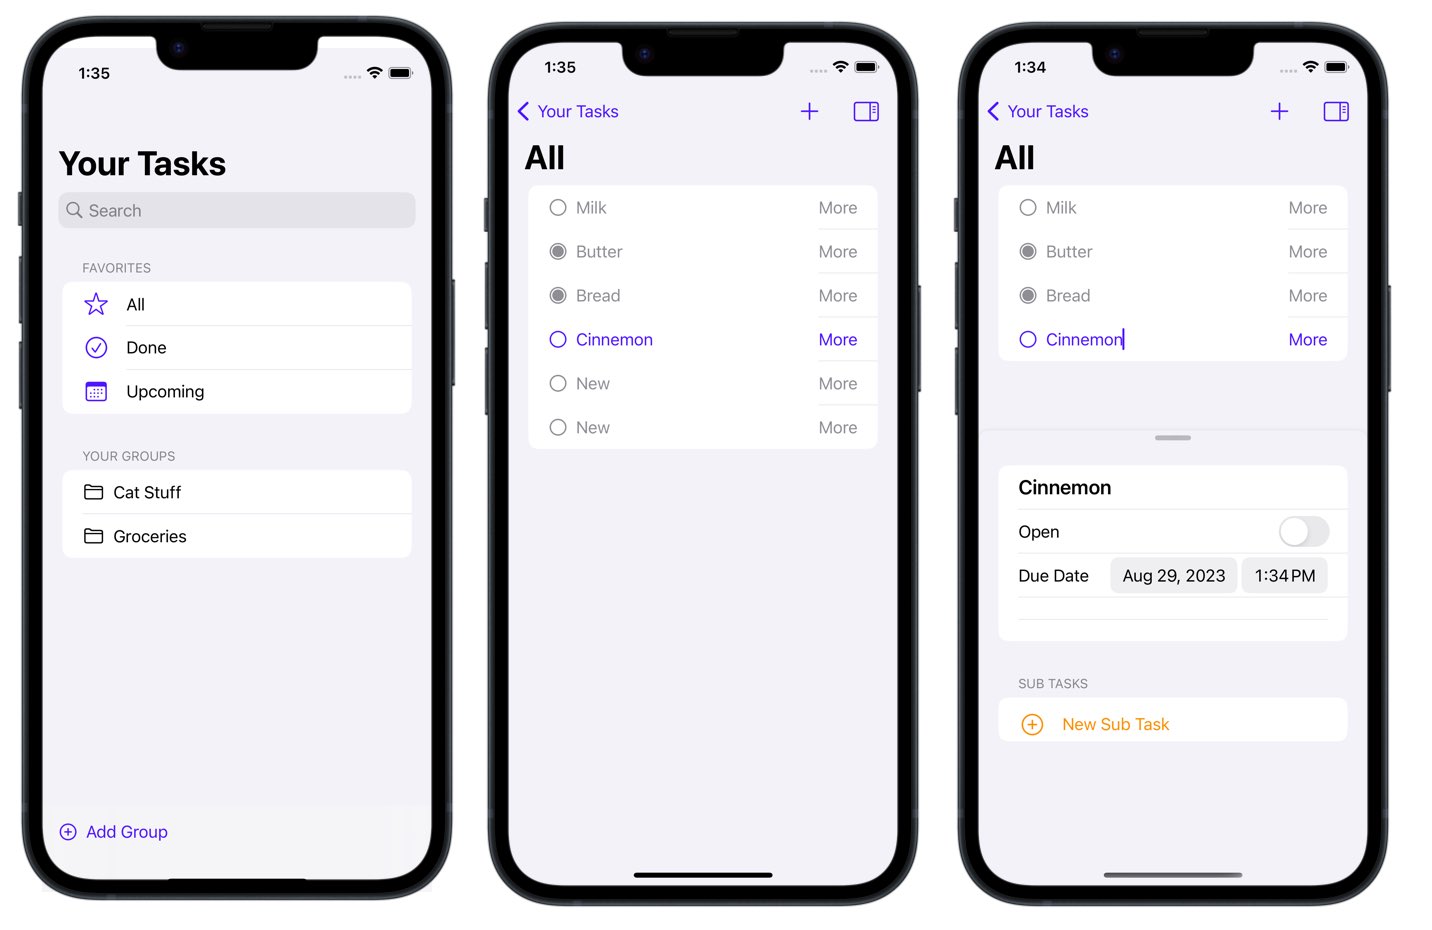 1:35
Your Tasks
Search
FAVORITES
All
Done
Upcoming
YOUR GROUPS
Cat Stuff
Groceries
Add Group
1:35
Your Tasks
All
Milk More
Butter More
Bread More
Cinnemon More
New More
New More
1:34
Your Tasks
All
Milk More
Butter More
Bread More
Cinnemon More
Cinnemon
Open
Due Date Aug 29, 2023 1:34 PM
SUB TASKS
New Sub Task